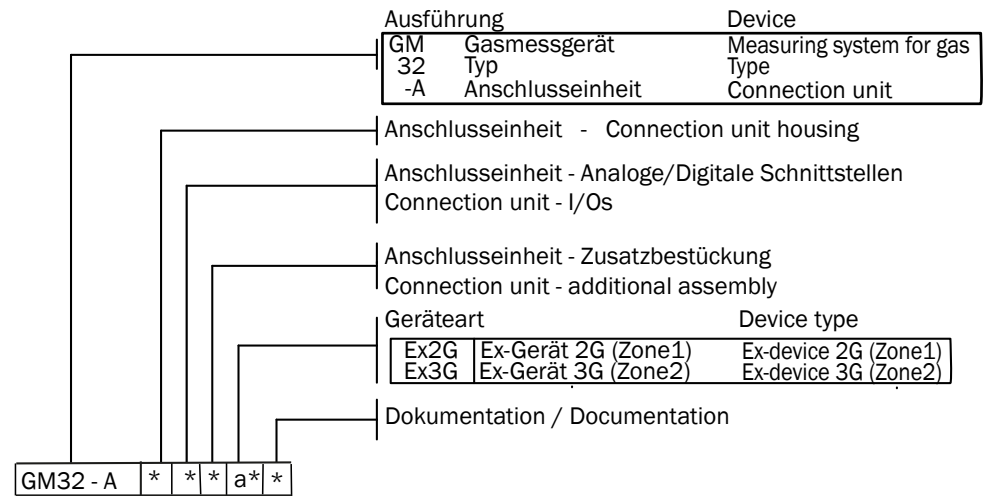 Ausführung Device
GM Gasmessgerät Measuring system for gas
32 Typ Type
-A Anschlusseinheit Connection unit
Anschlusseinheit - Connection unit housing
Anschlusseinheit - Analoge/Digitale Schnittstellen
Connection unit - I/Os
Anschlusseinheit - Zusatzbestückung
Connection unit - additional assembly
Geräteart Device type
Ex2G Ex-Gerät 2G (Zone1) Ex-device 2G (Zone1)
Ex3G Ex-Gerät 3G (Zone2) Ex-device 3G (Zone2)
Dokumentation / Documentation
GM32 - A * * * a* *